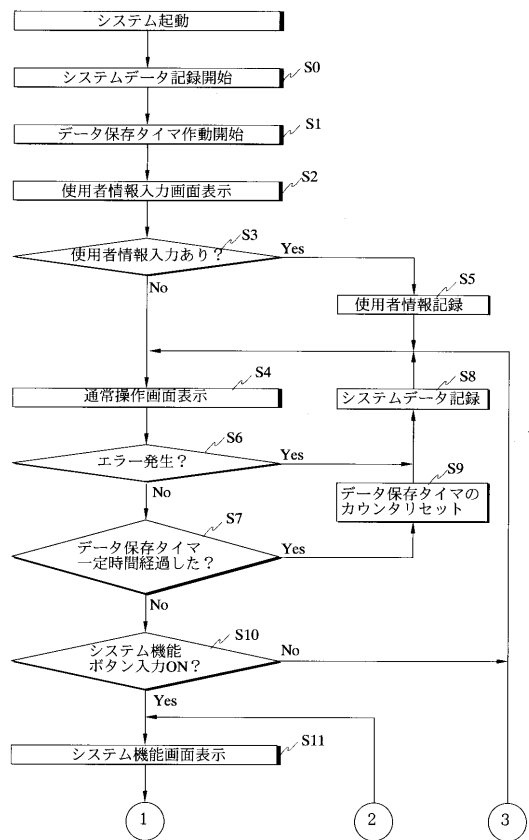 システム起動
システムデータ記録開始
S0
データ保存タイマ作動開始
S1
使用者情報入力画面表示
S2
使用者情報入力あり?
S3
Yes
No
使用者情報記録
S5
通常操作画面表示
S4
システムデータ記録
S8
エラー発生?
S6
Yes
No
データ保存タイマの
カウンタリセット
S9
データ保存タイマ
一定時間経過した?
S7
Yes
No
システム機能
ボタン入力ON?
S10
No
Yes
システム機能画面表示
S11
1
2
3